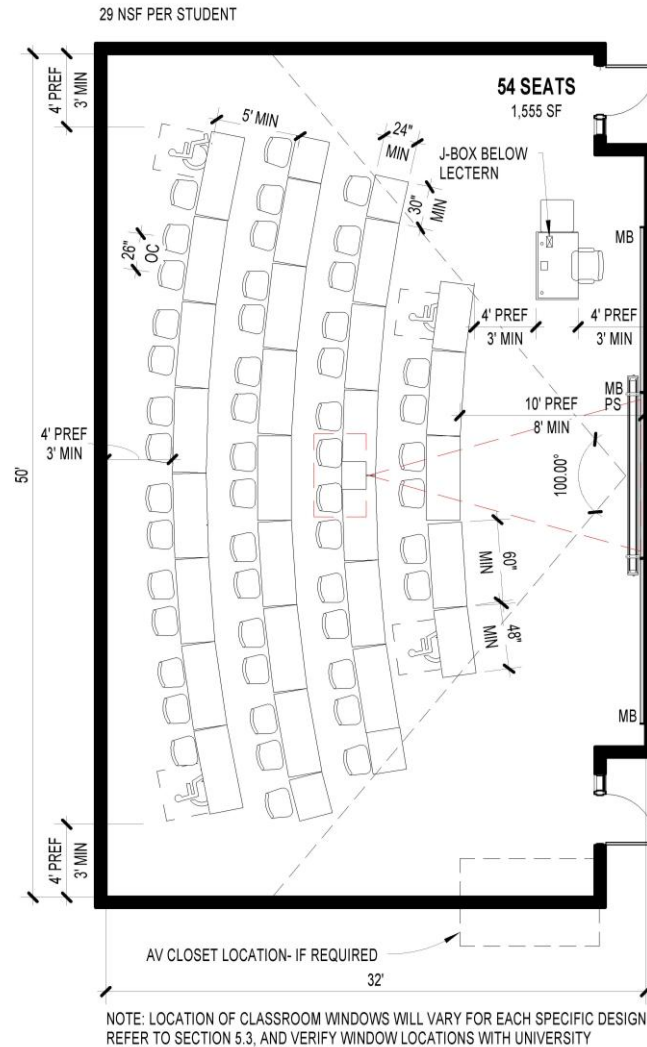 29 NSF PER STUDENT
4' PREF
3' MIN
54 SEATS
1,555 SF
5' MIN
24"
MIN
J-BOX BELOW
LECTERN
30"
MIN
26"
OC
MB
4' PREF
3' MIN
4' PREF
3' MIN
MB
PS
10' PREF
8' MIN
4' PREF
3' MIN
50'
100.00°
60"
MIN
48"
MIN
MB
4' PREF
3' MIN
AV CLOSET LOCATION- IF REQUIRED
32'
NOTE: LOCATION OF CLASSROOM WINDOWS WILL VARY FOR EACH SPECIFIC DESIGN
REFER TO SECTION 5.3, AND VERIFY WINDOW LOCATIONS WITH UNIVERSITY